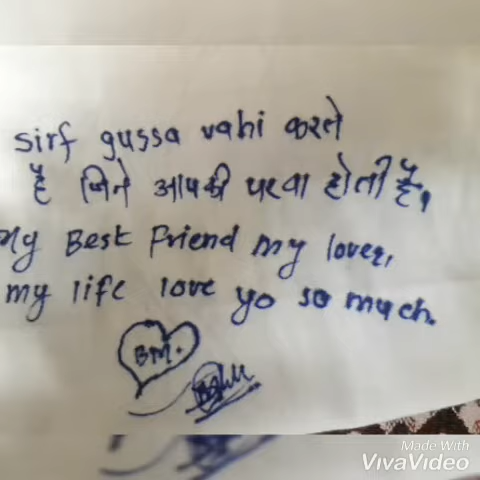 sirf gussa vahi करते
है जिने आपकी परवा होती है,
my Best Friend my lover,
my life love yo so much.
BM.
Made With
VivaVideo